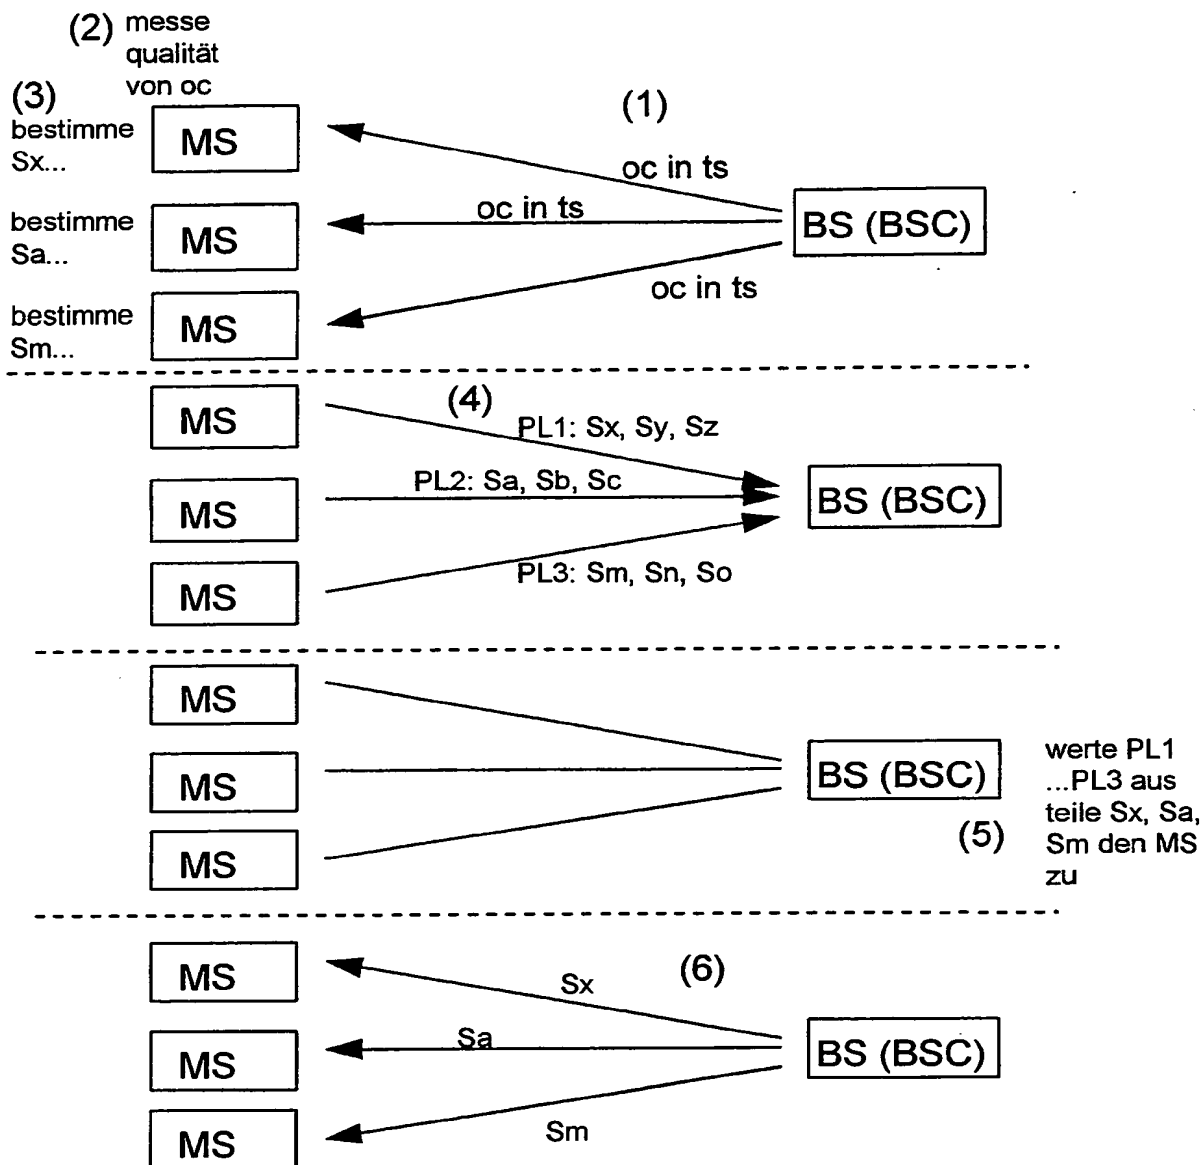 (2) messe
qualität
von oc
(3)
bestimme
Sx...
MS
(1)
oc in ts
bestimme
Sa...
MS
oc in ts
BS (BSC)
bestimme
Sm...
MS
oc in ts
MS
(4)
PL1: Sx, Sy, Sz
MS
PL2: Sa, Sb, Sc
BS (BSC)
MS
PL3: Sm, Sn, So
MS
MS
BS (BSC)
MS
(5)
werte PL1
...PL3 aus
teile Sx, Sa,
Sm den MS
zu
MS
Sx
(6)
MS
Sa
BS (BSC)
MS
Sm